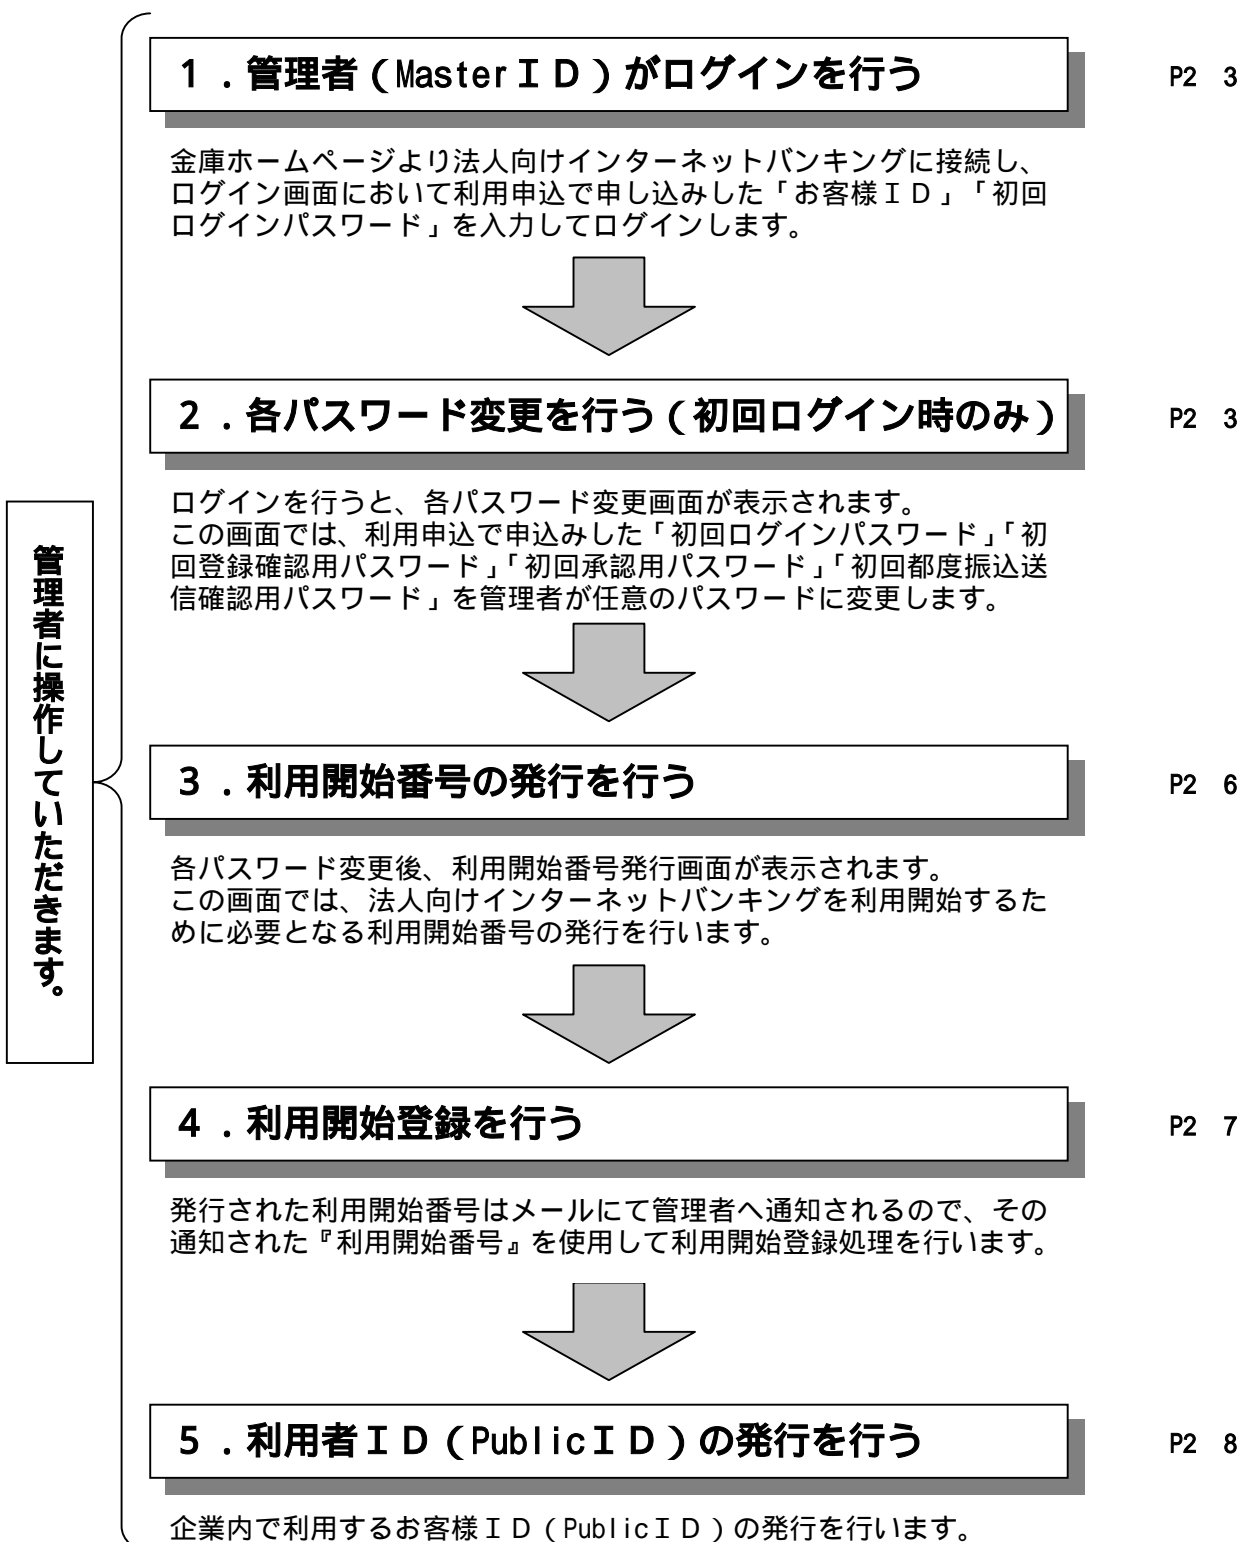 １．管理者（MasterＩＤ）がログインを行う
P2 3
金庫ホームページより法人向けインターネットバンキングに接続し、
ログイン画面において利用申込で申し込みした「お客様ＩＤ」「初回
ログインパスワード」を入力してログインします。
２．各パスワード変更を行う（初回ログイン時のみ）
P2 3
ログインを行うと、各パスワード変更画面が表示されます。
この画面では、利用申込で申込みした「初回ログインパスワード」「初
回登録確認用パスワード」「初回承認用パスワード」「初回都度振込送
信確認用パスワード」を管理者が任意のパスワードに変更します。
管理者に操作していただきます。
３．利用開始番号の発行を行う
P2 6
各パスワード変更後、利用開始番号発行画面が表示されます。
この画面では、法人向けインターネットバンキングを利用開始するた
めに必要となる利用開始番号の発行を行います。
４．利用開始登録を行う
P2 7
発行された利用開始番号はメールにて管理者へ通知されるので、その
通知された『利用開始番号』を使用して利用開始登録処理を行います。
５．利用者ＩＤ（PublicＩＤ）の発行を行う
P2 8
企業内で利用するお客様ＩＤ（PublicＩＤ）の発行を行います。